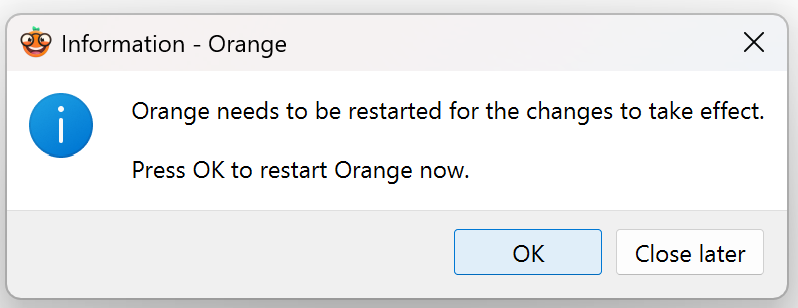 Information - Orange
Orange needs to be restarted for the changes to take effect.
Press OK to restart Orange now.
OK
Close later